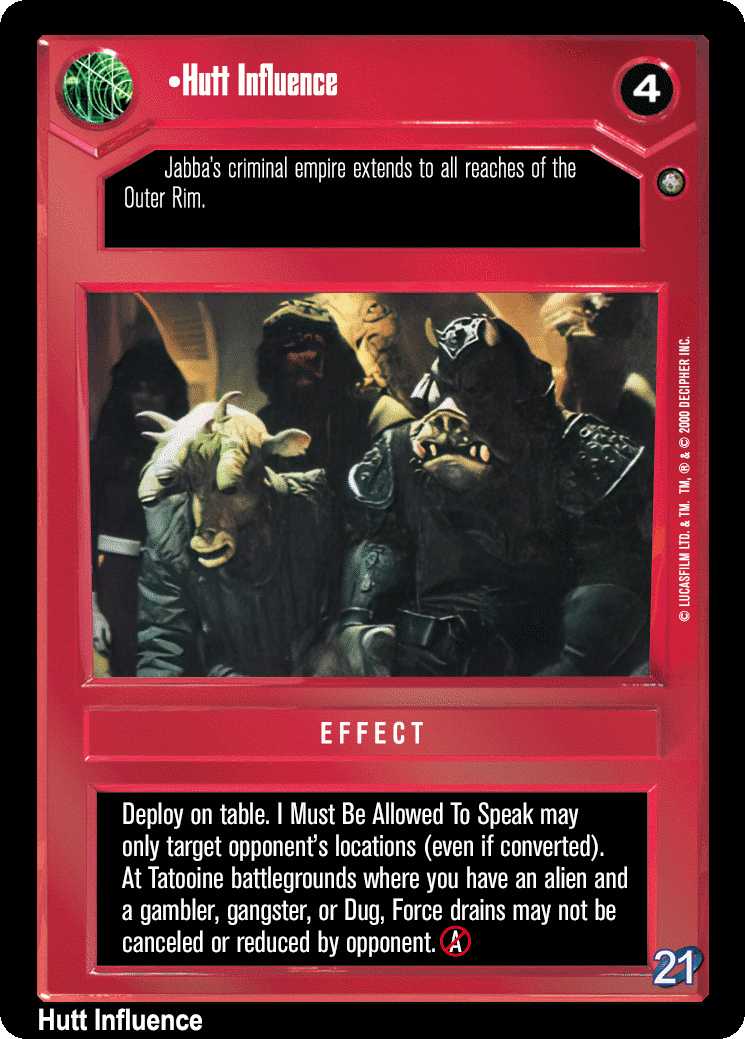 •Hutt Influence
4
Jabba's criminal empire extends to all reaches of the
Outer Rim.
© LUCASFILM LTD. & TM. TM, ® & © 2000 DECIPHER INC.
EFFECT
Deploy on table. I Must Be Allowed To Speak may
only target opponent's locations (even if converted).
At Tatooine battlegrounds where you have an alien and
a gambler, gangster, or Dug, Force drains may not be
canceled or reduced by opponent. A
21
Hutt Influence